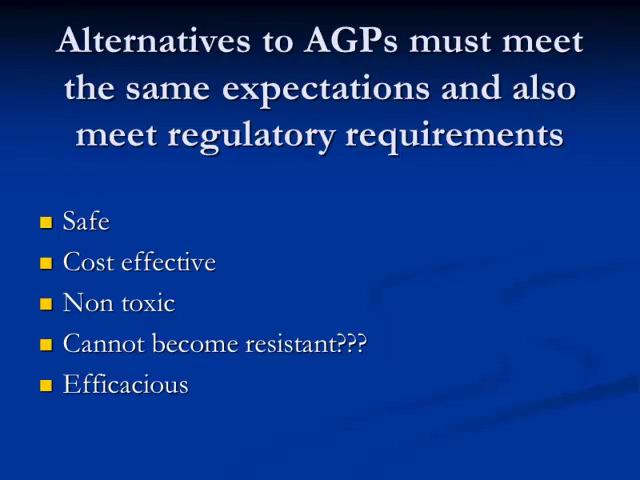 Alternatives to AGPs must meet
the same expectations and also
meet regulatory requirements
Safe
Cost effective
Non toxic
Cannot become resistant???
Efficacious